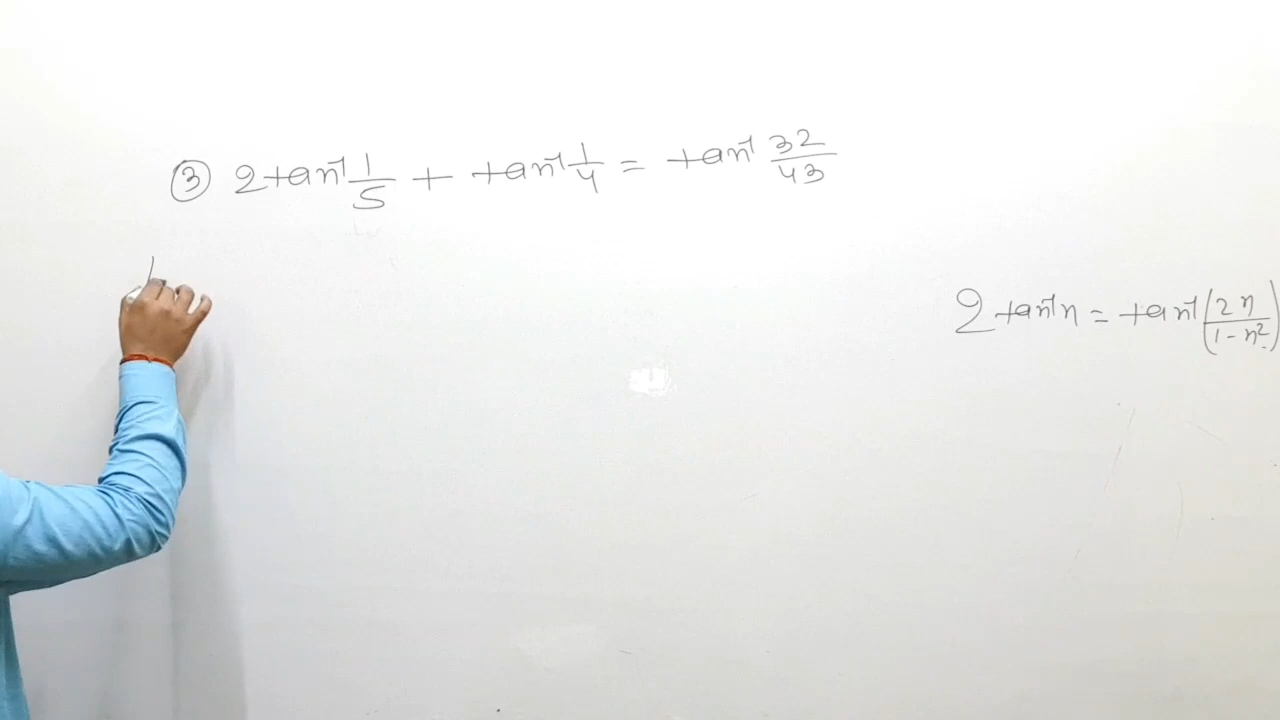 ③ 2tan⁻¹ 1/5 + tan⁻¹ 1/4 = tan⁻¹ 32/43
2tan⁻¹x = tan⁻¹(2x/(1-x²))